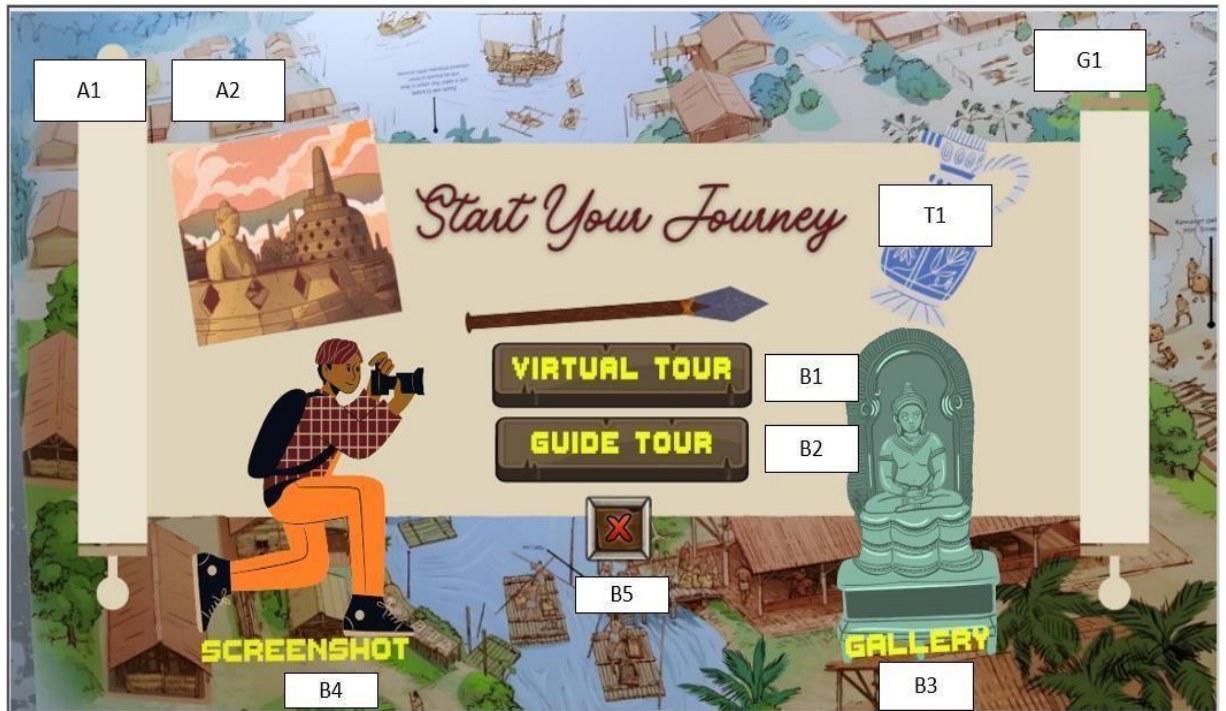 A1
A2
G1
Start Your Journey
T1
VIRTUAL TOUR
B1
GUIDE TOUR
B2
X
B5
SCREENSHOT
B4
GALLERY
B3